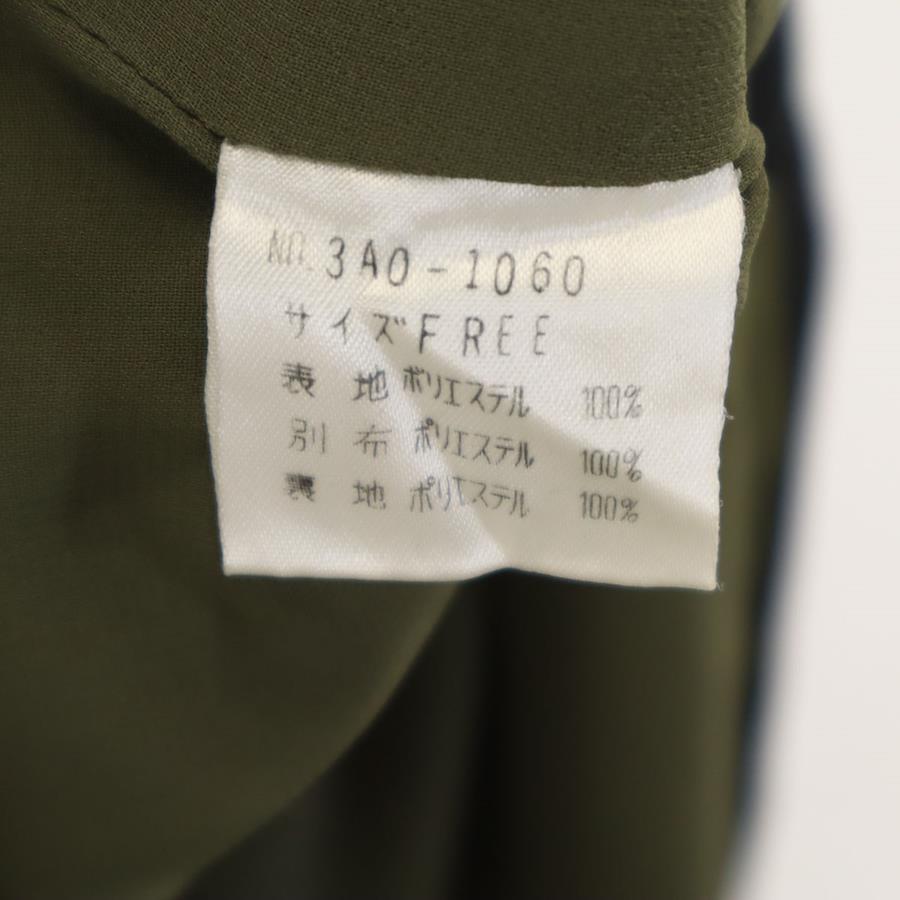 NO. 3A0-1060
サイズFREE
表地 ポリエステル 100%
別布 ポリエステル 100%
裏地 ポリエステル 100%